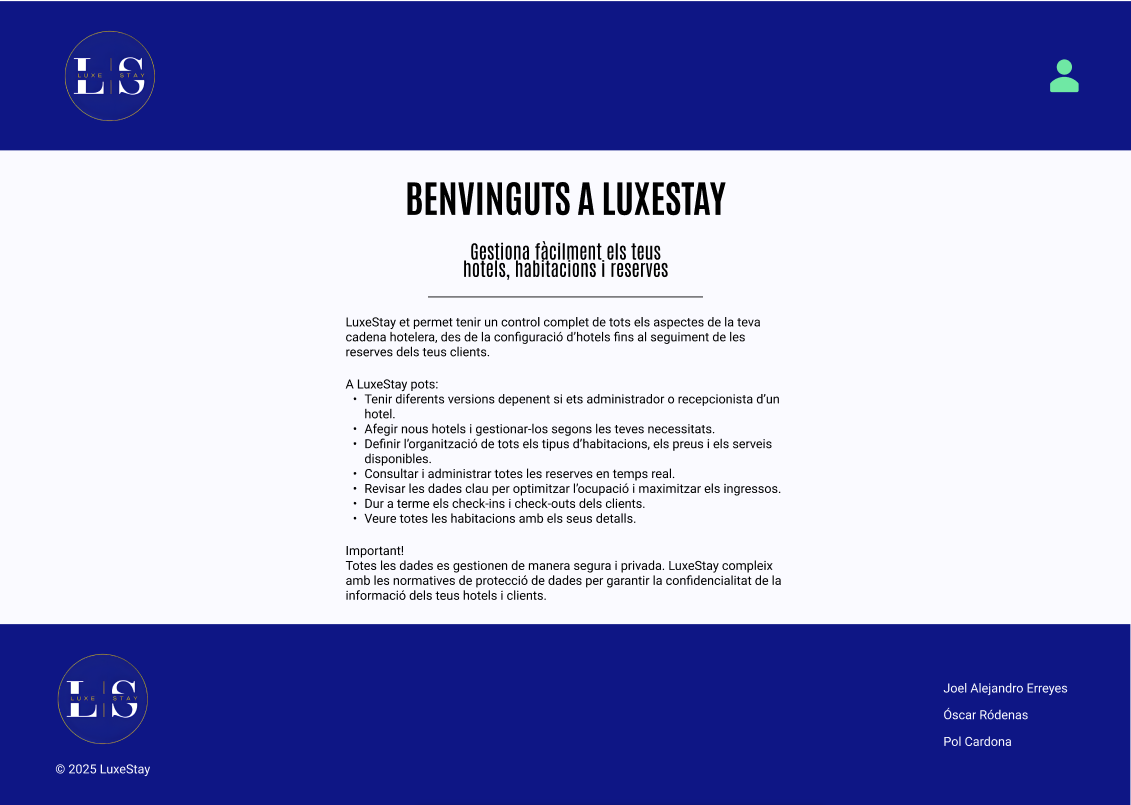 L S
LUXE STAY
BENVINGUTS A LUXESTAY
Gestiona fàcilment els teus
hotels, habitacions i reserves
LuxeStay et permet tenir un control complet de tots els aspectes de la teva
cadena hotelera, des de la configuració d’hotels fins al seguiment de les
reserves dels teus clients.
A LuxeStay pots:
• Tenir diferents versions depenent si ets administrador o recepcionista d’un
hotel.
• Afegir nous hotels i gestionar-los segons les teves necessitats.
• Definir l’organització de tots els tipus d’habitacions, els preus i els serveis
disponibles.
• Consultar i administrar totes les reserves en temps real.
• Revisar les dades clau per optimitzar l’ocupació i maximitzar els ingressos.
• Dur a terme els check-ins i check-outs dels clients.
• Veure totes les habitacions amb els seus detalls.
Important!
Totes les dades es gestionen de manera segura i privada. LuxeStay compleix
amb les normatives de protecció de dades per garantir la confidencialitat de la
informació dels teus hotels i clients.
L S
LUXE STAY
© 2025 LuxeStay
Joel Alejandro Erreyes
Óscar Ródenas
Pol Cardona